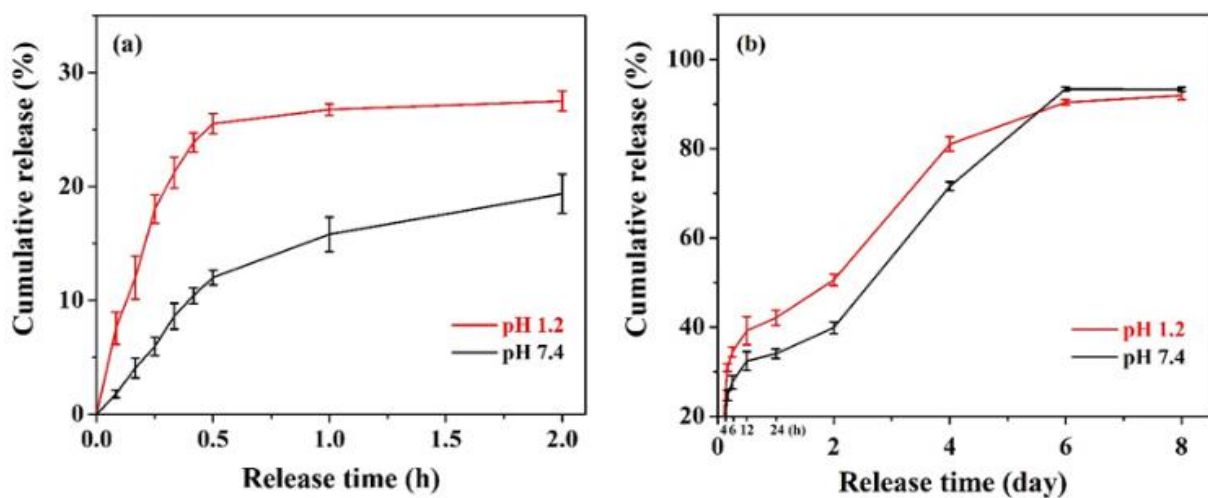 (a)
Cumulative release (%)
30
20
10
0
pH 1.2
pH 7.4
0.0 0.5 1.0 1.5 2.0
Release time (h)
(b)
Cumulative release (%)
100
80
60
40
20
pH 1.2
pH 7.4
4 6 12 24 (h)
0 2 4 6 8
Release time (day)